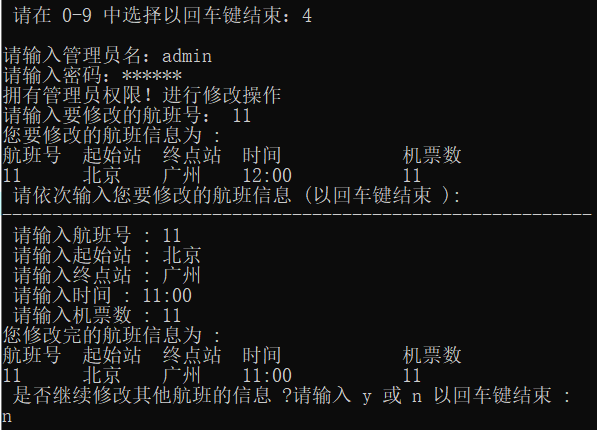 请在 0-9 中选择以回车键结束：4
请输入管理员名：admin
请输入密码：******
拥有管理员权限！进行修改操作
请输入要修改的航班号： 11
您要修改的航班信息为 :
航班号 起始站 终点站 时间 机票数
11 北京 广州 12:00 11
请依次输入您要修改的航班信息 (以回车键结束 ):
-----------------------------------------------------------
请输入航班号 : 11
请输入起始站 : 北京
请输入终点站 : 广州
请输入时间 : 11:00
请输入机票数 : 11
您修改完的航班信息为 :
航班号 起始站 终点站 时间 机票数
11 北京 广州 11:00 11
是否继续修改其他航班的信息 ?请输入 y 或 n 以回车键结束 :
n